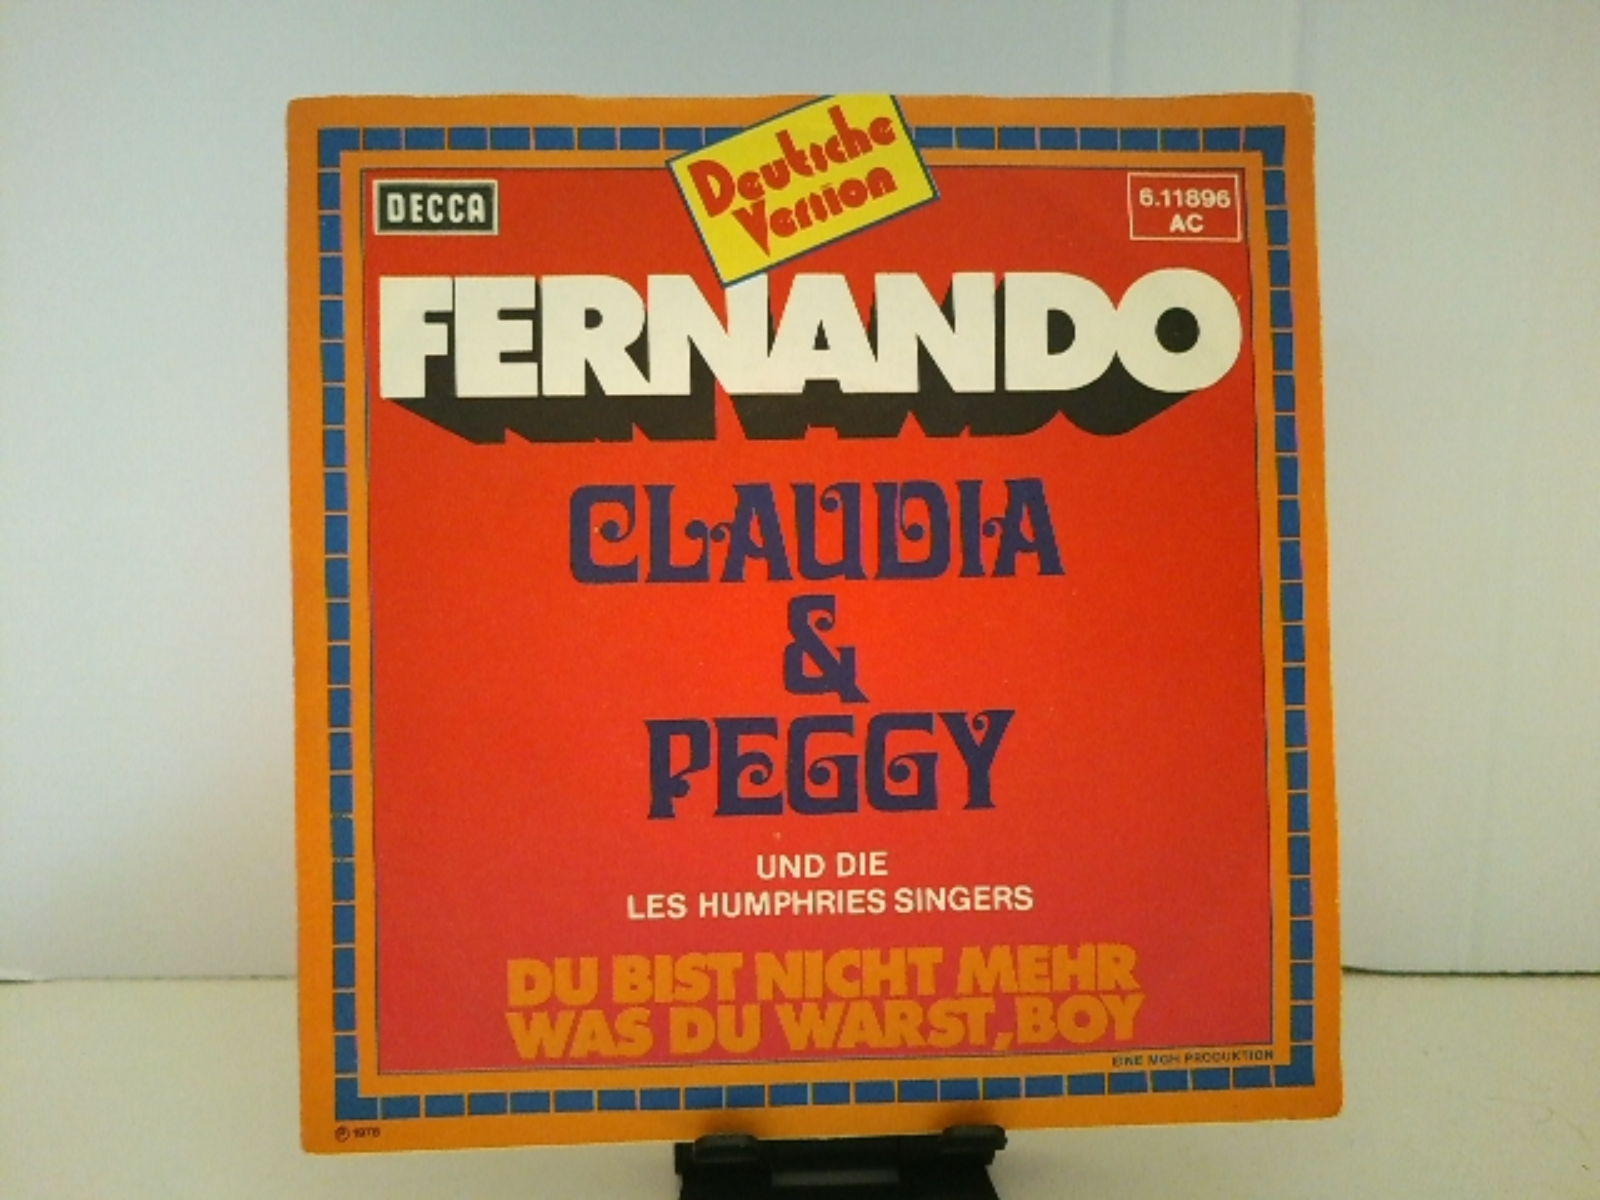 Deutsche
Version
DECCA
6.11896
AC
FERNANDO
CLAUDIA
&
PEGGY
UND DIE
LES HUMPHRIES SINGERS
DU BIST NICHT MEHR
WAS DU WARST, BOY
EINE MGH PRODUKTION
℗ 1976